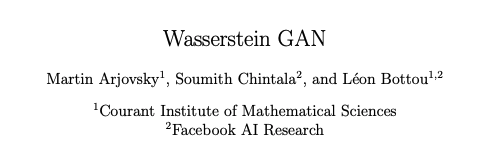 Wasserstein GAN
Martin Arjovsky¹, Soumith Chintala², and Léon Bottou¹,²
¹Courant Institute of Mathematical Sciences
²Facebook AI Research